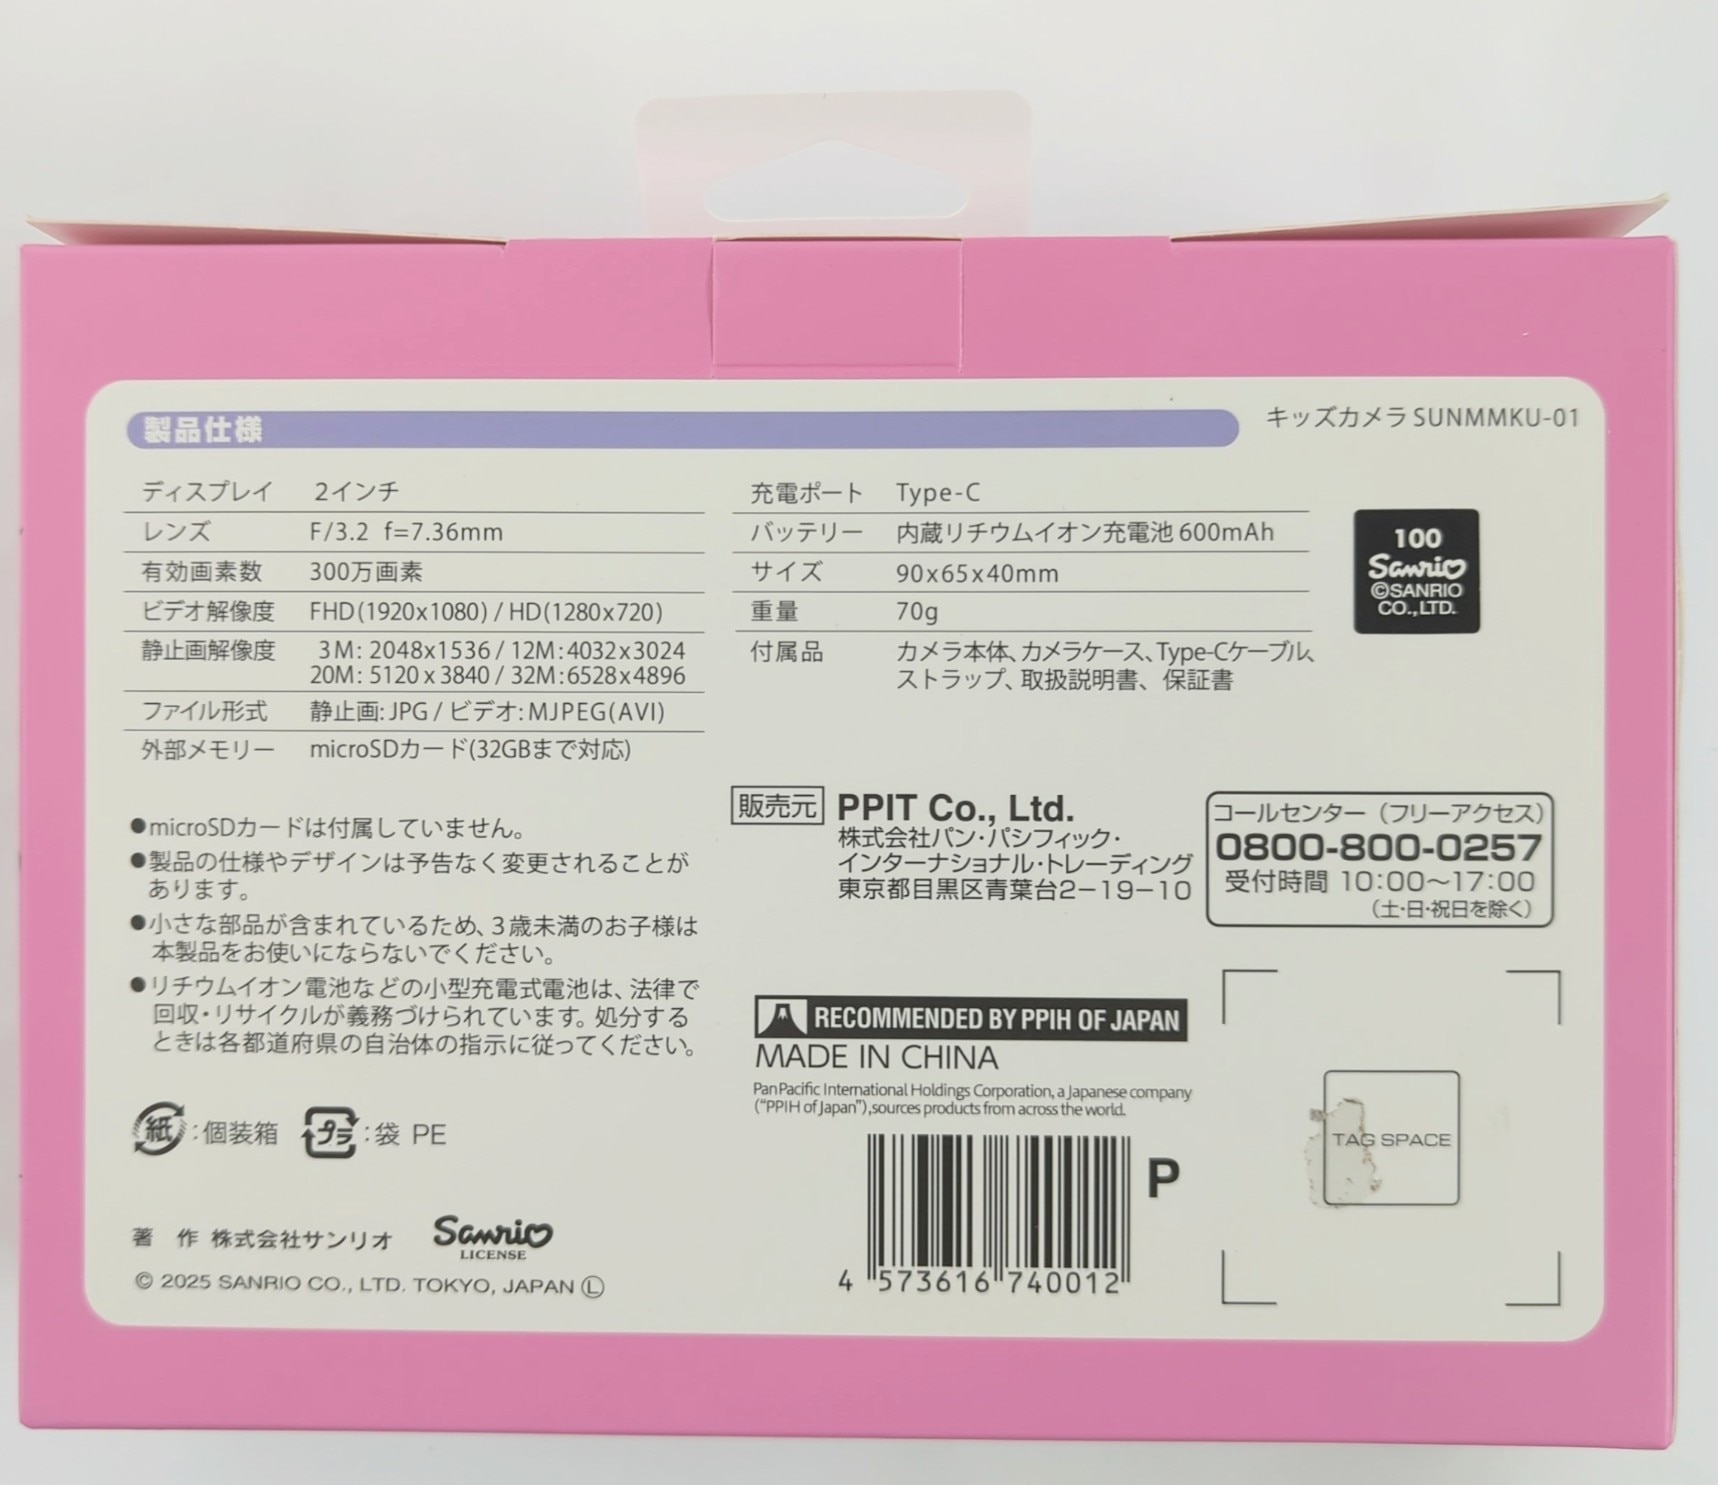 製品仕様
キッズカメラ SUNMMKU-01
ディスプレイ 2インチ
レンズ F/3.2 f=7.36mm
有効画素数 300万画素
ビデオ解像度 FHD(1920x1080) / HD(1280x720)
静止画解像度 3M: 2048x1536 / 12M:4032x3024
20M: 5120 x 3840 / 32M:6528x4896
ファイル形式 静止画: JPG / ビデオ: MJPEG(AVI)
外部メモリー microSDカード(32GBまで対応)
充電ポート Type-C
バッテリー 内蔵リチウムイオン充電池 600mAh
サイズ 90x65x40mm
重量 70g
付属品 カメラ本体、カメラケース、Type-Cケーブル、
ストラップ、取扱説明書、保証書
100
Sanrio
©SANRIO
CO.,LTD.
●microSDカードは付属していません。
●製品の仕様やデザインは予告なく変更されることが
あります。
●小さな部品が含まれているため、3歳未満のお子様は
本製品をお使いにならないでください。
●リチウムイオン電池などの小型充電式電池は、法律で
回収・リサイクルが義務づけられています。処分する
ときは各都道府県の自治体の指示に従ってください。
販売元 PPIT Co., Ltd.
株式会社パン・パシフィック・
インターナショナル・トレーディング
東京都目黒区青葉台2-19-10
コールセンター（フリーアクセス）
0800-800-0257
受付時間 10:00～17:00
（土・日・祝日を除く）
RECOMMENDED BY PPIH OF JAPAN
MADE IN CHINA
Pan Pacific International Holdings Corporation, a Japanese company
("PPIH of Japan"),sources products from across the world.
紙 : 個装箱 プラ : 袋 PE
P
4 573616 740012
TAG SPACE
著 作 株式会社サンリオ
Sanrio
LICENSE
© 2025 SANRIO CO., LTD. TOKYO, JAPAN Ⓛ